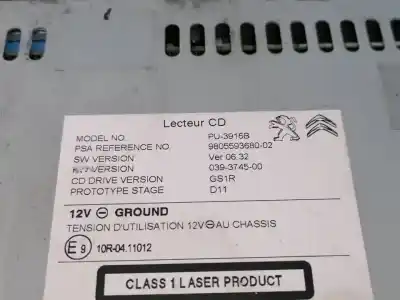 Lecteur CD
MODEL NO. PU-3916B
PSA REFERENCE NO. 9805593680-02
SW VERSION Ver 06.32
VERSION 039-3745-00
CD DRIVE VERSION GS1R
PROTOTYPE STAGE D11
12V ⊖ GROUND
TENSION D'UTILISATION 12V⊖AU CHASSIS
E9 10R-04.11012
CLASS 1 LASER PRODUCT